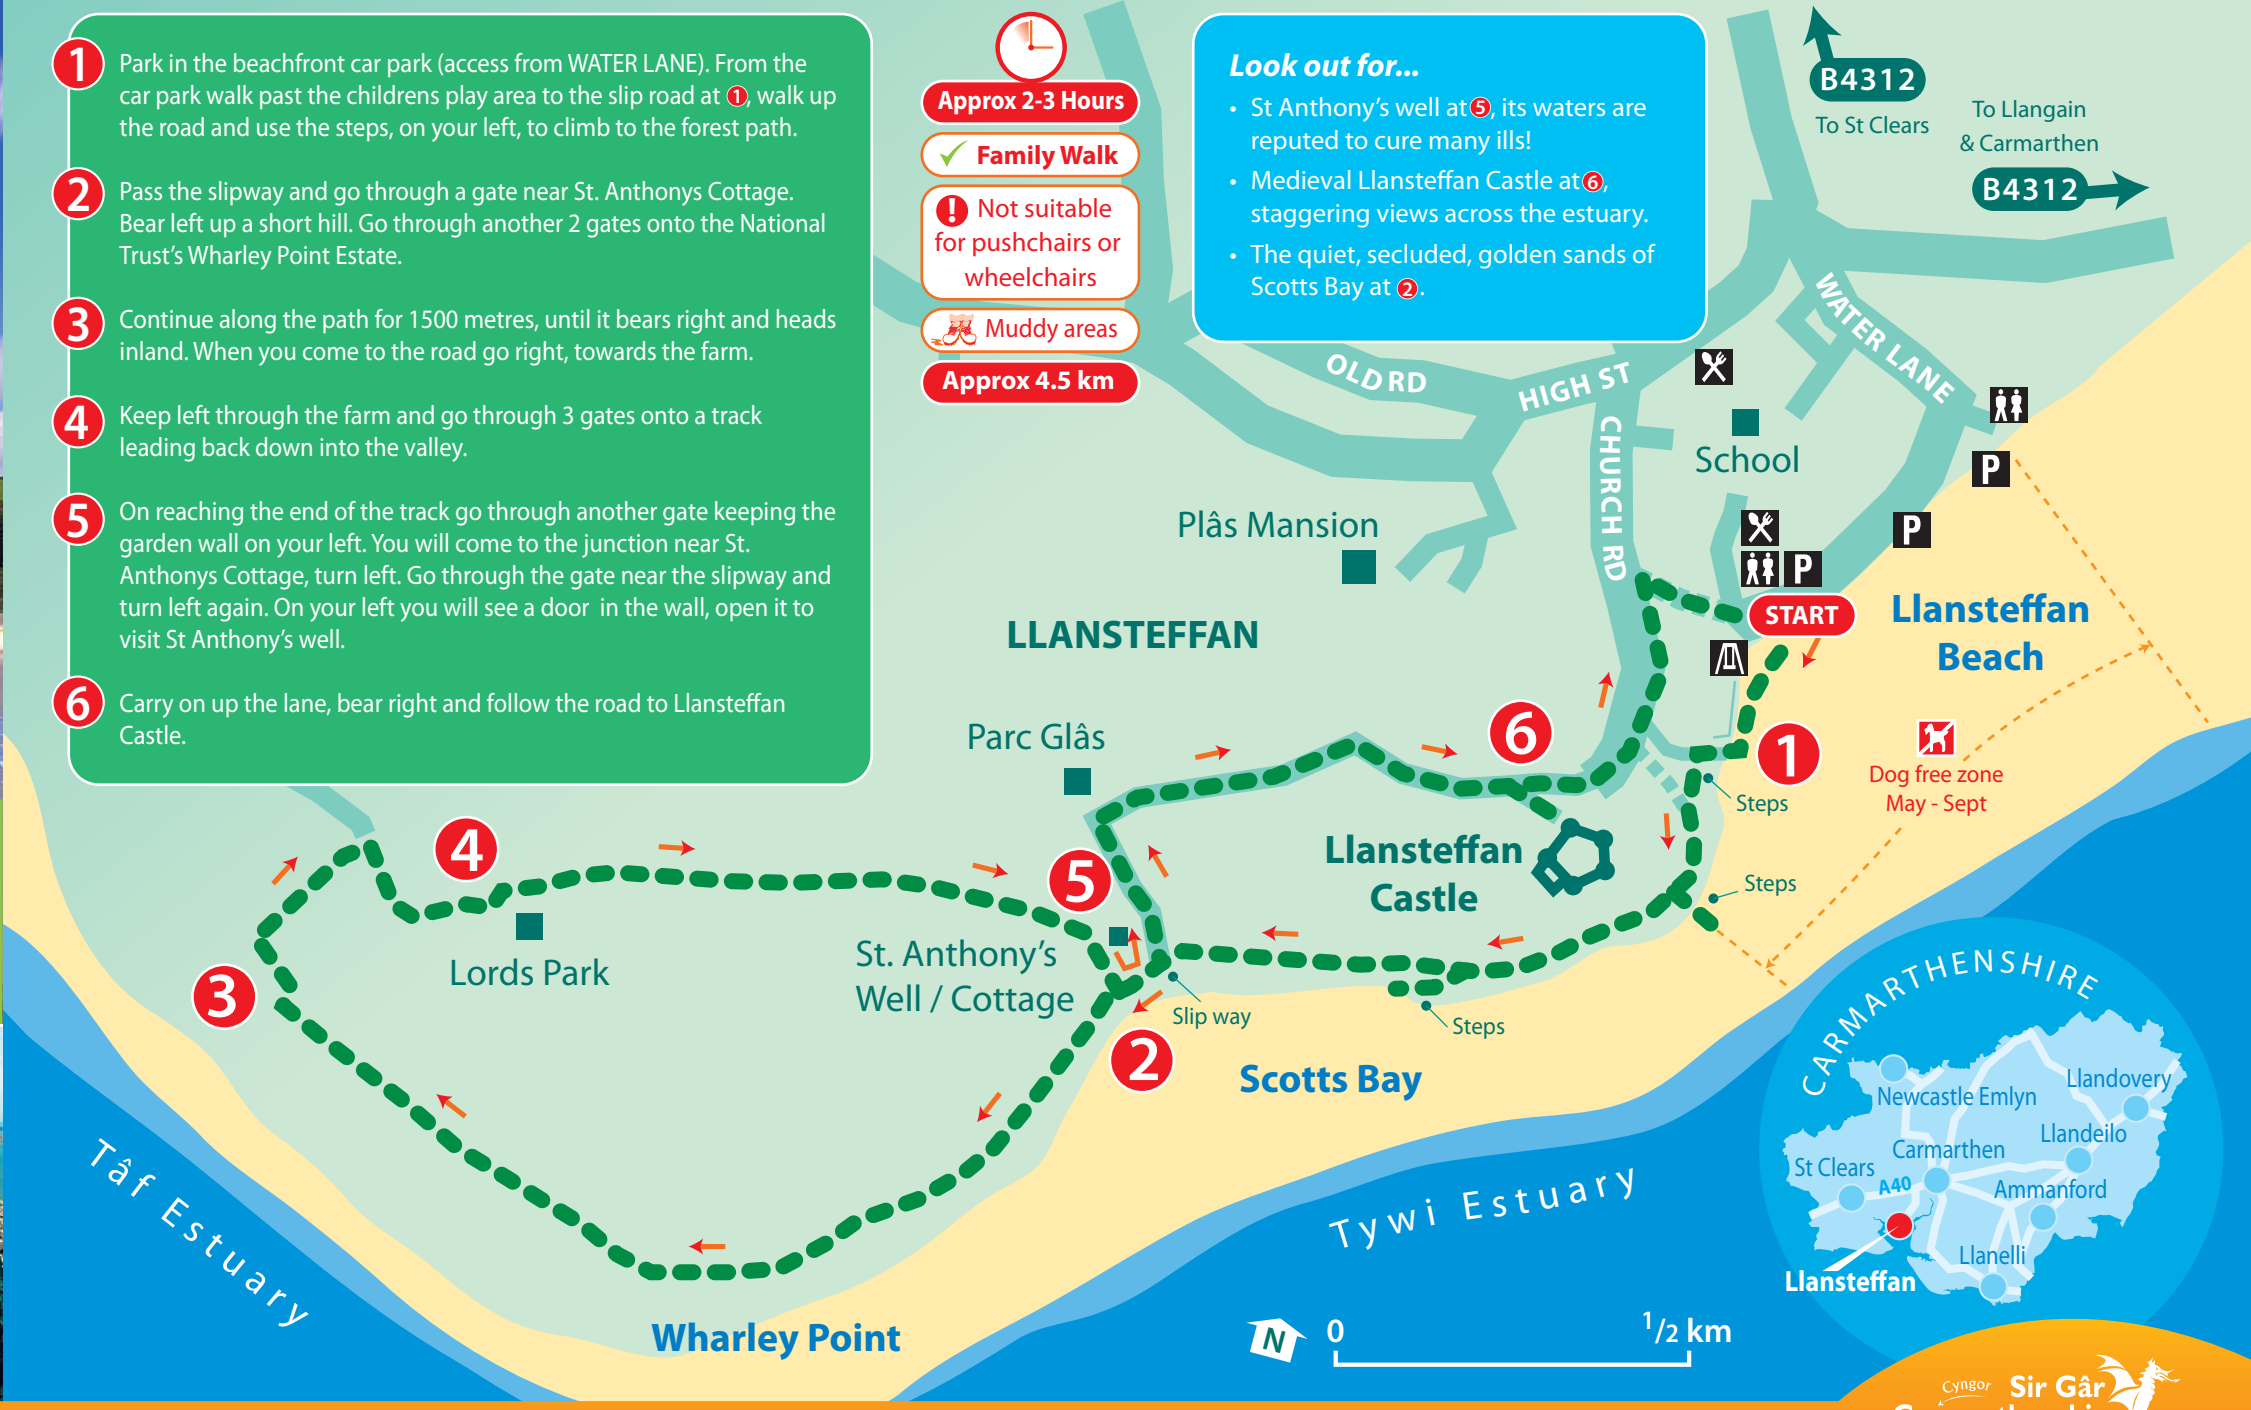 1
Park in the beachfront car park (access from WATER LANE). From the
car park walk past the childrens play area to the slip road at 1, walk up
the road and use the steps, on your left, to climb to the forest path.
2
Pass the slipway and go through a gate near St. Anthonys Cottage.
Bear left up a short hill. Go through another 2 gates onto the National
Trust's Wharley Point Estate.
3
Continue along the path for 1500 metres, until it bears right and heads
inland. When you come to the road go right, towards the farm.
4
Keep left through the farm and go through 3 gates onto a track
leading back down into the valley.
5
On reaching the end of the track go through another gate keeping the
garden wall on your left. You will come to the junction near St.
Anthonys Cottage, turn left. Go through the gate near the slipway and
turn left again. On your left you will see a door in the wall, open it to
visit St Anthony's well.
6
Carry on up the lane, bear right and follow the road to Llansteffan
Castle.
Approx 2-3 Hours
Family Walk
! Not suitable
for pushchairs or
wheelchairs
Muddy areas
Approx 4.5 km
Look out for...
• St Anthony's well at 5, its waters are
reputed to cure many ills!
• Medieval Llansteffan Castle at 6,
staggering views across the estuary.
• The quiet, secluded, golden sands of
Scotts Bay at 2.
B4312
To St Clears
To Llangain
& Carmarthen
B4312
WATER LANE
OLD RD
HIGH ST
CHURCH RD
School
P
P
P
Plâs Mansion
START
Llansteffan
Beach
LLANSTEFFAN
Parc Glâs
6
1
Steps
Dog free zone
May - Sept
4
5
Llansteffan
Castle
Steps
Lords Park
St. Anthony's
Well / Cottage
3
2
Slip way
Steps
Scotts Bay
Tâf Estuary
Tywi Estuary
Wharley Point
N
0
1/2 km
CARMARTHENSHIRE
Newcastle Emlyn
Llandovery
Llandeilo
Carmarthen
St Clears
A40
Ammanford
Llanelli
Llansteffan
Cyngor
Sir Gâr